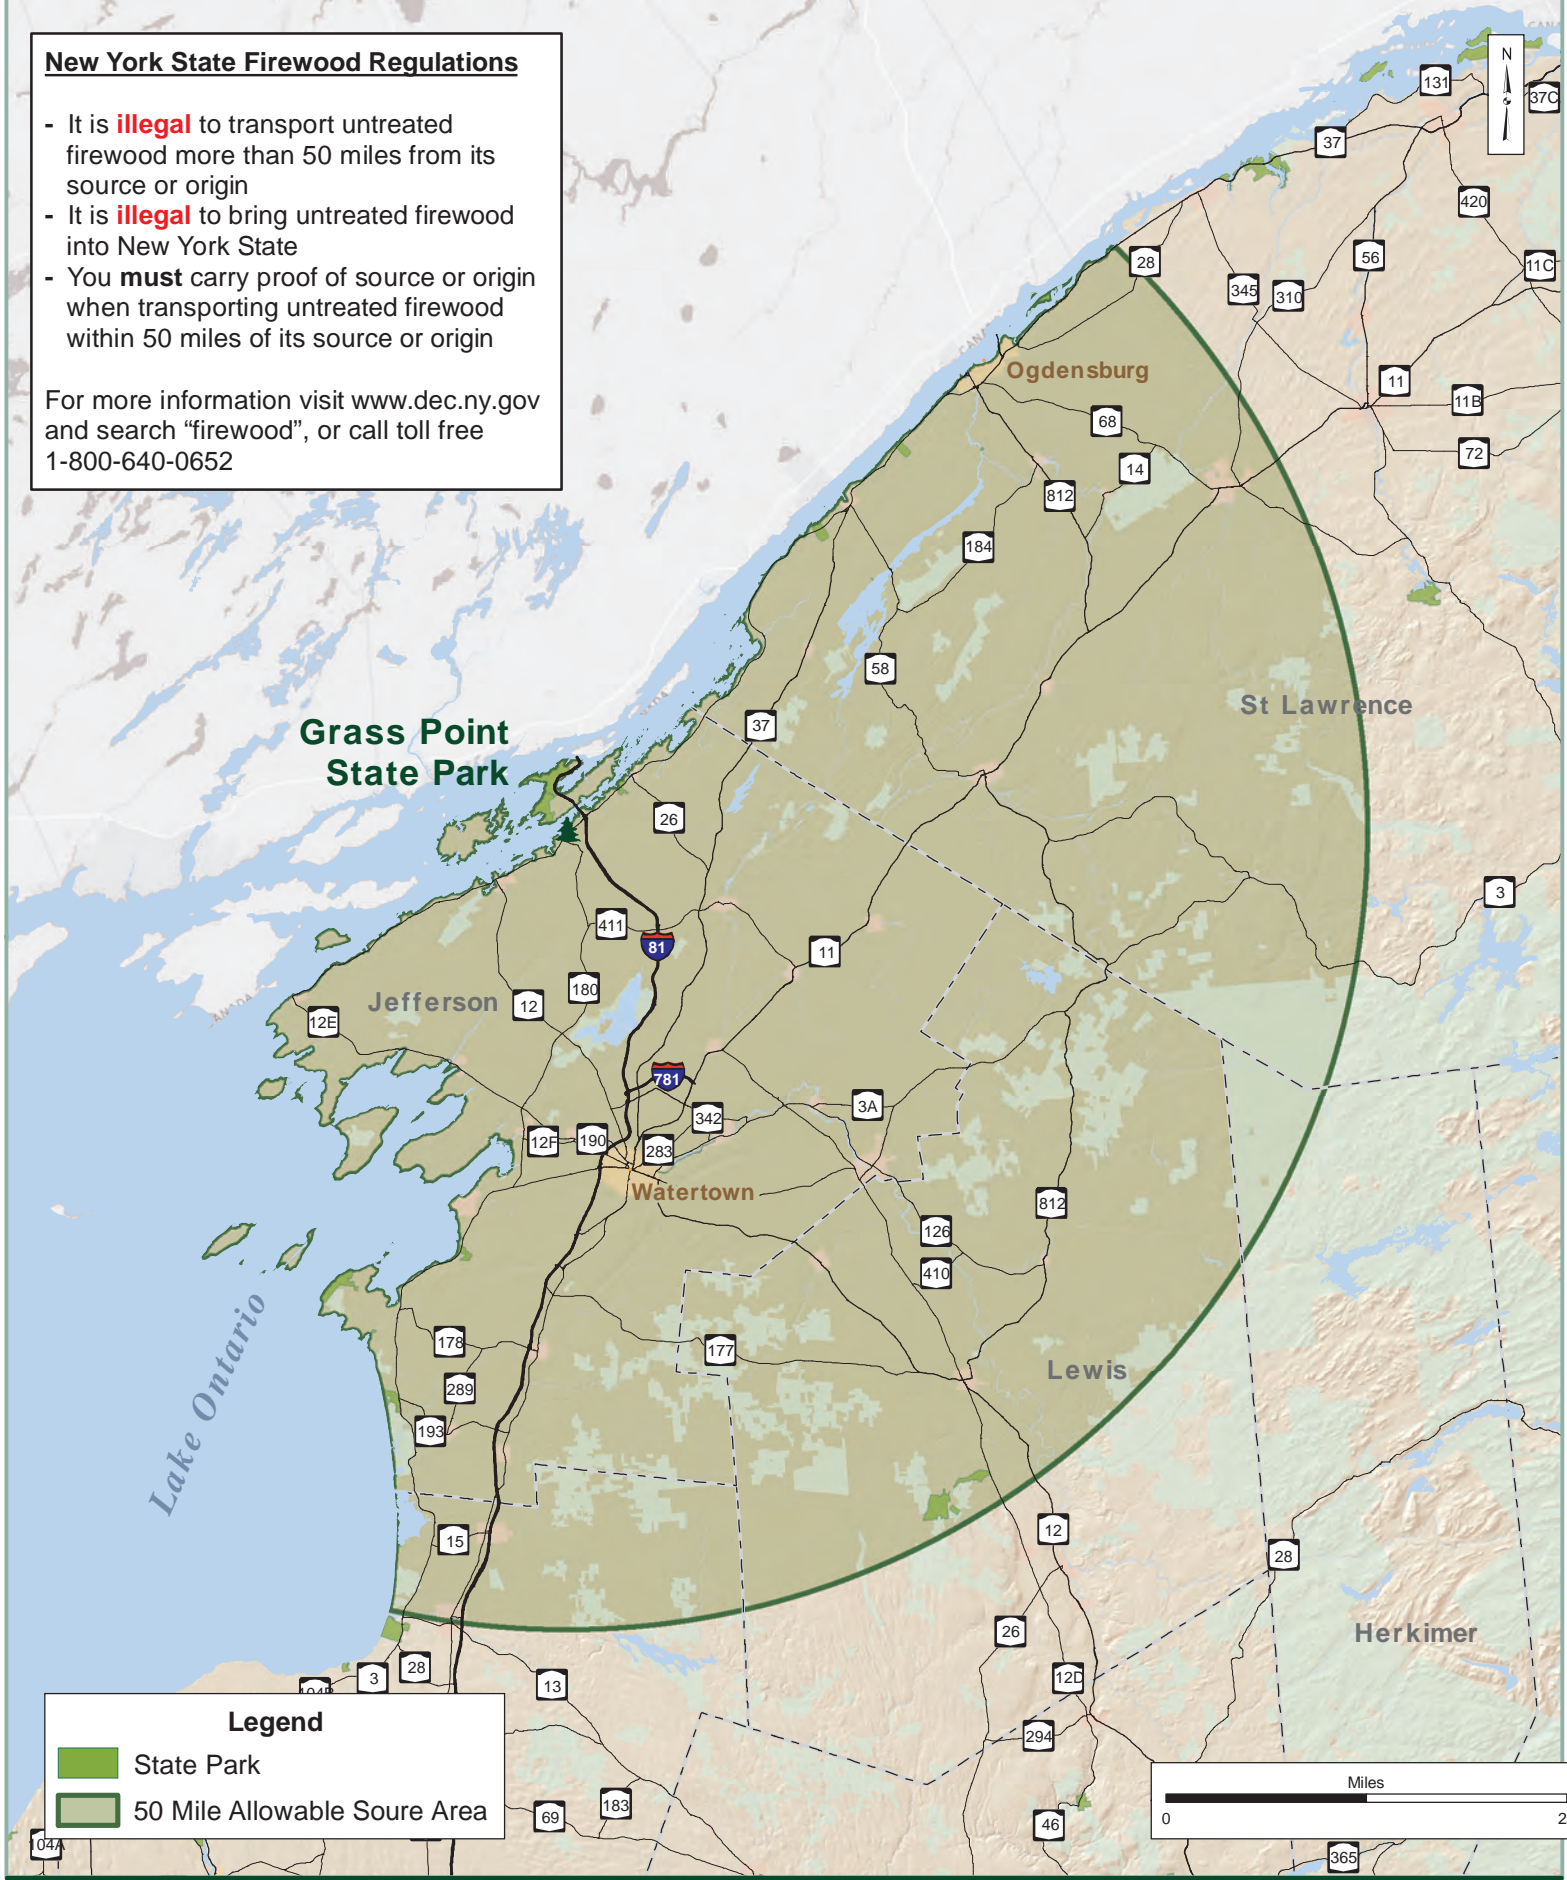 New York State Firewood Regulations
- It is illegal to transport untreated
firewood more than 50 miles from its
source or origin
- It is illegal to bring untreated firewood
into New York State
- You must carry proof of source or origin
when transporting untreated firewood
within 50 miles of its source or origin
For more information visit www.dec.ny.gov
and search “firewood”, or call toll free
1-800-640-0652
N
131
37C
37
420
56
11C
28
345
310
CANADA
Ogdensburg
11
11B
68
72
14
812
184
58
St Lawrence
37
Grass Point
State Park
26
3
411
81
11
180
12
Jefferson
12E
781
3A
342
12F
190
283
Watertown
812
126
410
178
177
Lewis
289
193
Lake Ontario
15
12
28
26
Herkimer
3
28
13
12D
104B
294
Legend
State Park
50 Mile Allowable Soure Area
Miles
0
2
183
69
46
104A
365